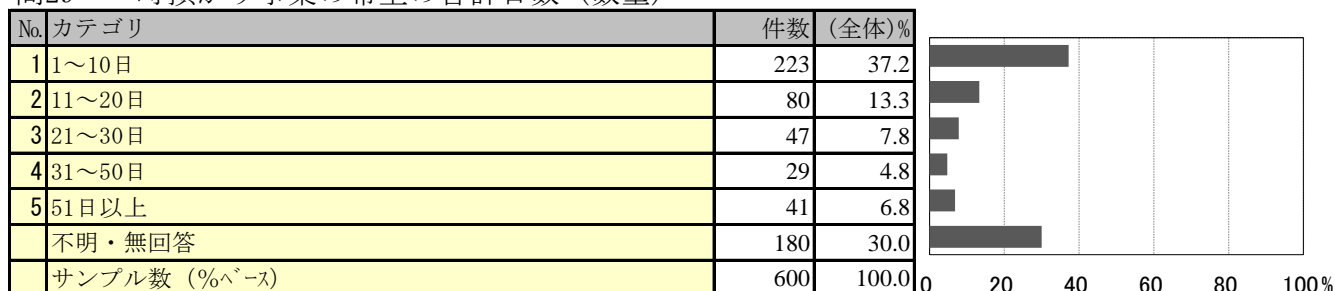 No. カテゴリ 件数 (全体)%
1 1～10日 223 37.2
2 11～20日 80 13.3
3 21～30日 47 7.8
4 31～50日 29 4.8
5 51日以上 41 6.8
不明・無回答 180 30.0
サンプル数 (%ﾍﾞｰｽ) 600 100.0
0 20 40 60 80 100%